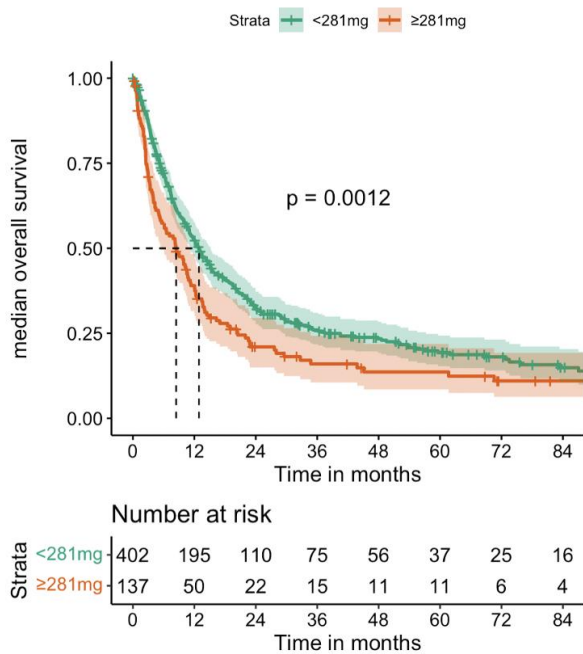 Strata <281mg ≥281mg
median overall survival
1.00
0.75
0.50
0.25
0.00
p = 0.0012
0 12 24 36 48 60 72 84
Time in months
Number at risk
Strata
<281mg 402 195 110 75 56 37 25 16
≥281mg 137 50 22 15 11 11 6 4
0 12 24 36 48 60 72 84
Time in months